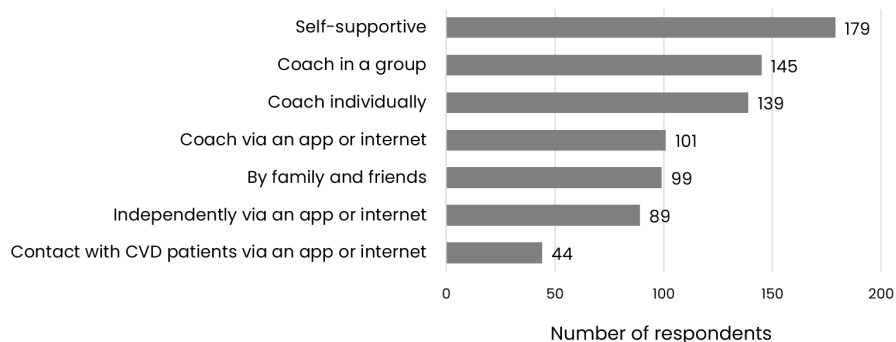 Self-supportive 179
Coach in a group 145
Coach individually 139
Coach via an app or internet 101
By family and friends 99
Independently via an app or internet 89
Contact with CVD patients via an app or internet 44
0 50 100 150 200
Number of respondents